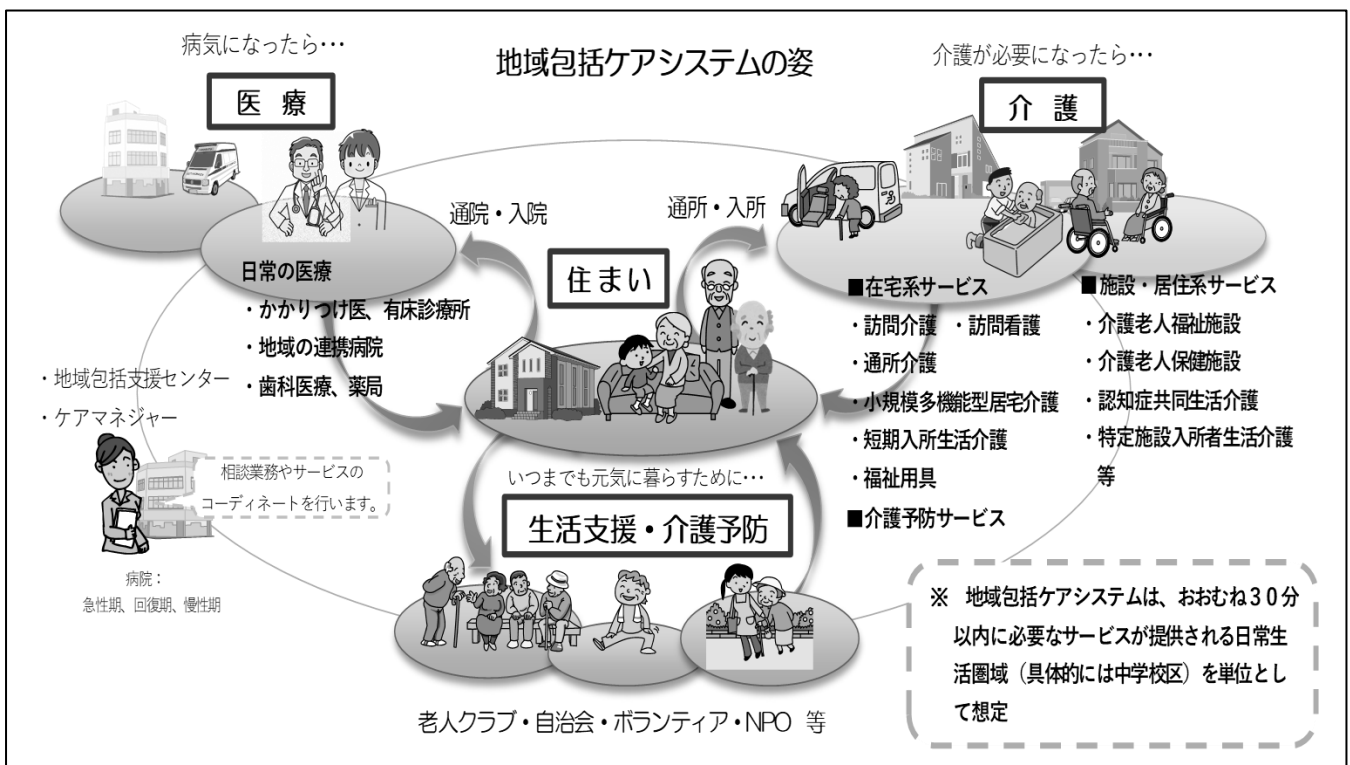 地域包括ケアシステムの姿
病気になったら･･･
医 療
通院・入院
日常の医療
・かかりつけ医、有床診療所
・地域の連携病院
・歯科医療、薬局
介護が必要になったら･･･
介 護
通所・入所
■在宅系サービス
・訪問介護 ・訪問看護
・通所介護
・小規模多機能型居宅介護
・短期入所生活介護
・福祉用具
■介護予防サービス
■施設・居住系サービス
・介護老人福祉施設
・介護老人保健施設
・認知症共同生活介護
・特定施設入所者生活介護
等
住まい
・地域包括支援センター
・ケアマネジャー
相談業務やサービスの
コーディネートを行います。
病院：
急性期、回復期、慢性期
いつまでも元気に暮らすために･･･
生活支援・介護予防
老人クラブ・自治会・ボランティア・NPO 等
※ 地域包括ケアシステムは、おおむね３０分
以内に必要なサービスが提供される日常生
活圏域（具体的には中学校区）を単位とし
て想定